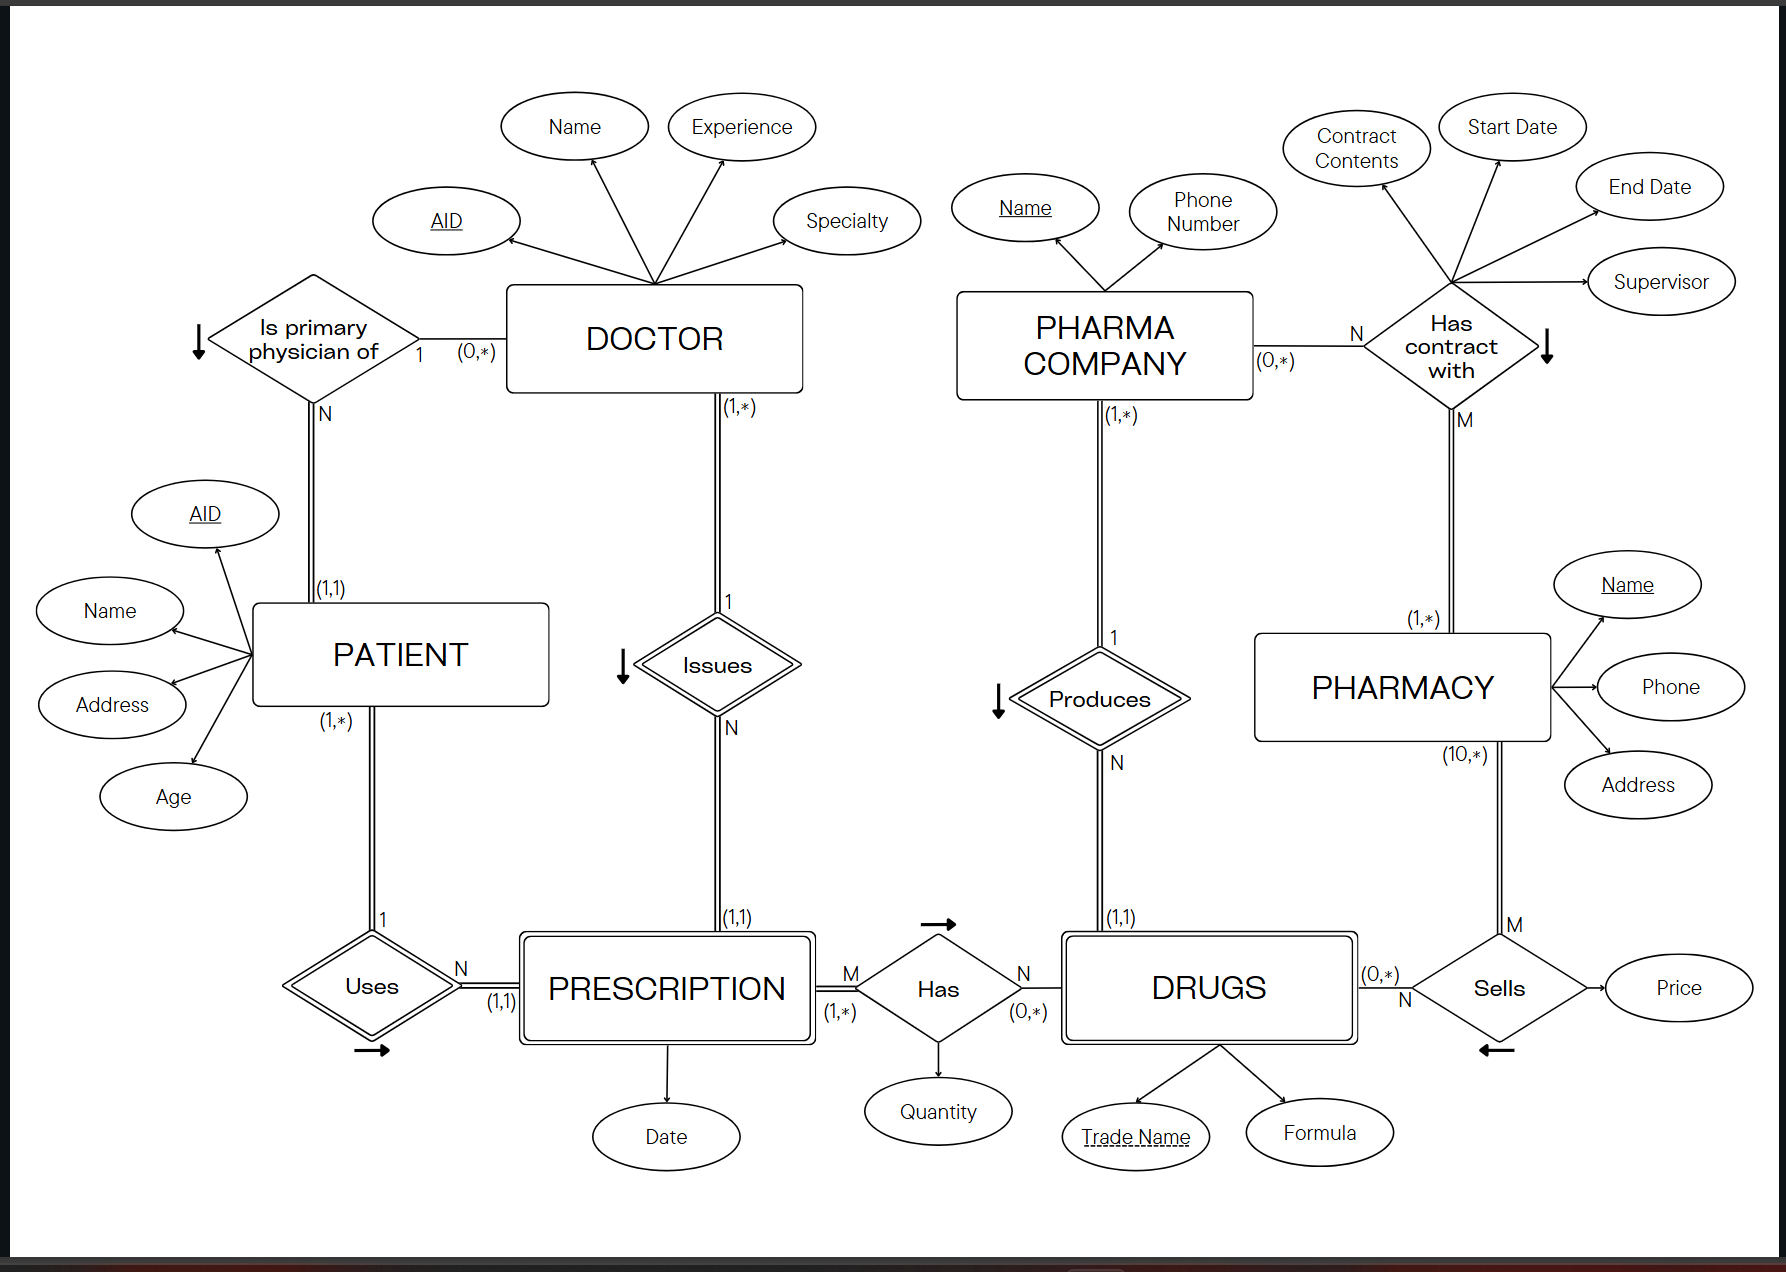 Name
Experience
AID
Specialty
Name
Phone
Number
Contract
Contents
Start Date
End Date
Supervisor
Is primary
physician of
1
(0,*)
N
DOCTOR
(1,*)
PHARMA
COMPANY
(0,*)
(1,*)
N
Has
contract
with
M
AID
Name
Address
Age
(1,1)
PATIENT
(1,*)
1
Issues
N
1
Produces
N
(1,*)
PHARMACY
(10,*)
Name
Phone
Address
1
Uses
N
(1,1)
(1,1)
PRESCRIPTION
M
(1,*)
Has
N
(0,*)
(1,1)
DRUGS
(0,*)
N
M
Sells
Price
Date
Quantity
Trade Name
Formula